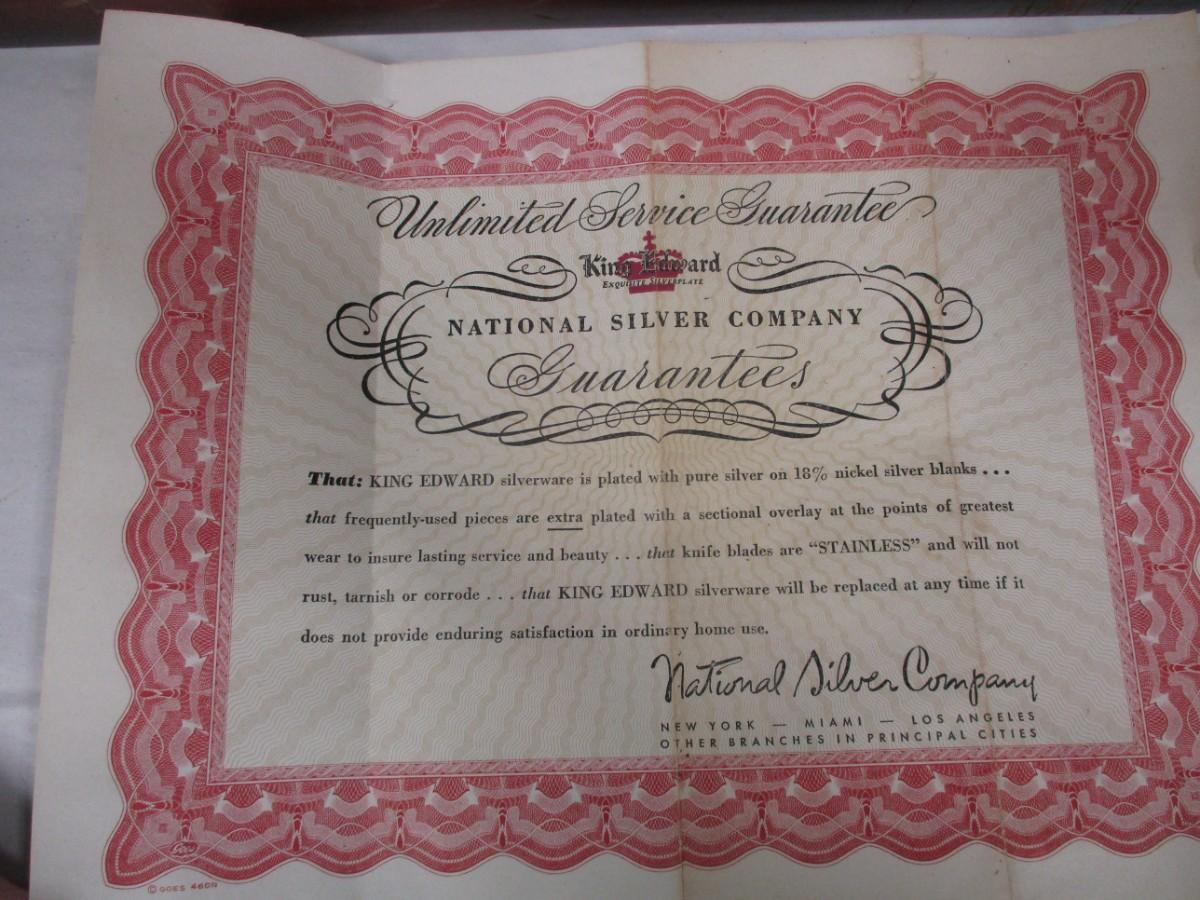 Unlimited Service Guarantee
King Edward
EXQUISITE SILVERPLATE
NATIONAL SILVER COMPANY
Guarantees
That: KING EDWARD silverware is plated with pure silver on 18% nickel silver blanks . . .
that frequently-used pieces are extra plated with a sectional overlay at the points of greatest
wear to insure lasting service and beauty . . . that knife blades are “STAINLESS” and will not
rust, tarnish or corrode . . . that KING EDWARD silverware will be replaced at any time if it
does not provide enduring satisfaction in ordinary home use.
National Silver Company
NEW YORK — MIAMI — LOS ANGELES
OTHER BRANCHES IN PRINCIPAL CITIES
Goes
© GOES 460R